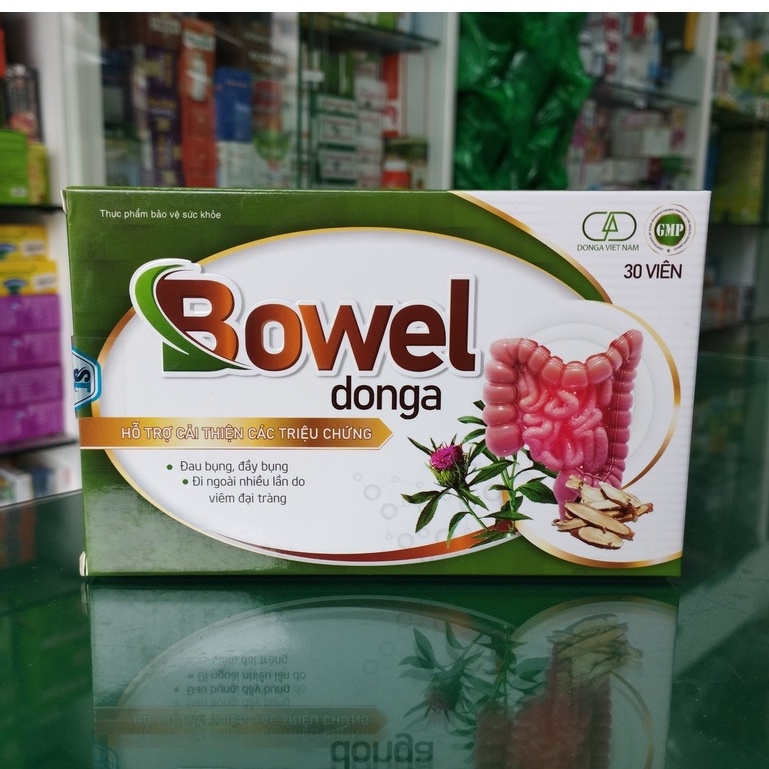 Thực phẩm bảo vệ sức khỏe
DONGA VIET NAM
GMP
30 VIÊN
Bowel
donga
HỖ TRỢ CẢI THIỆN CÁC TRIỆU CHỨNG
• Đau bụng, đầy bụng
• Đi ngoài nhiều lần do
viêm đại tràng